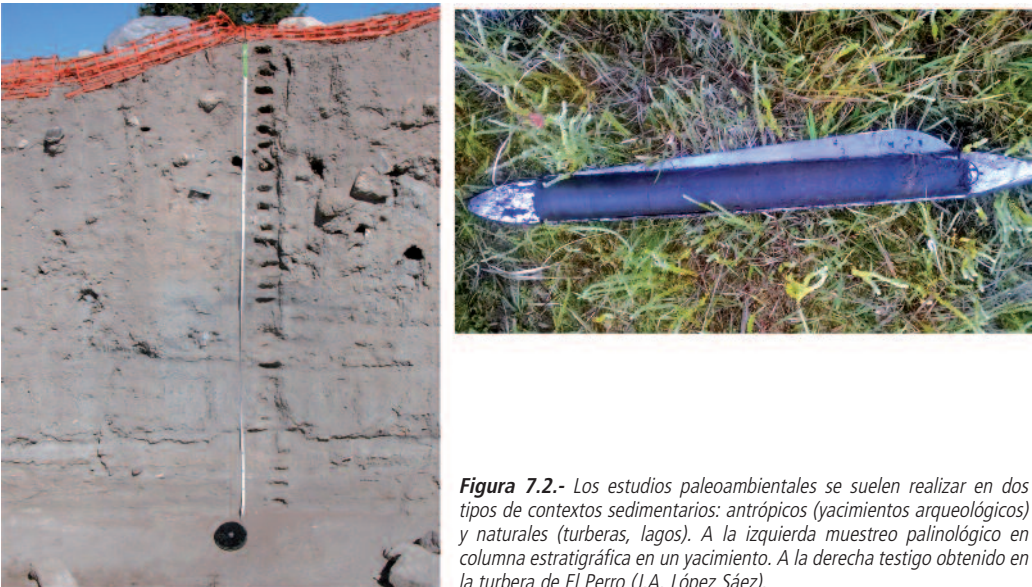 Figura 7.2.- Los estudios paleoambientales se suelen realizar en dos
tipos de contextos sedimentarios: antrópicos (yacimientos arqueológicos)
y naturales (turberas, lagos). A la izquierda muestreo palinológico en
columna estratigráfica en un yacimiento. A la derecha testigo obtenido en
la turbera de El Perro (J.A. López Sáez).